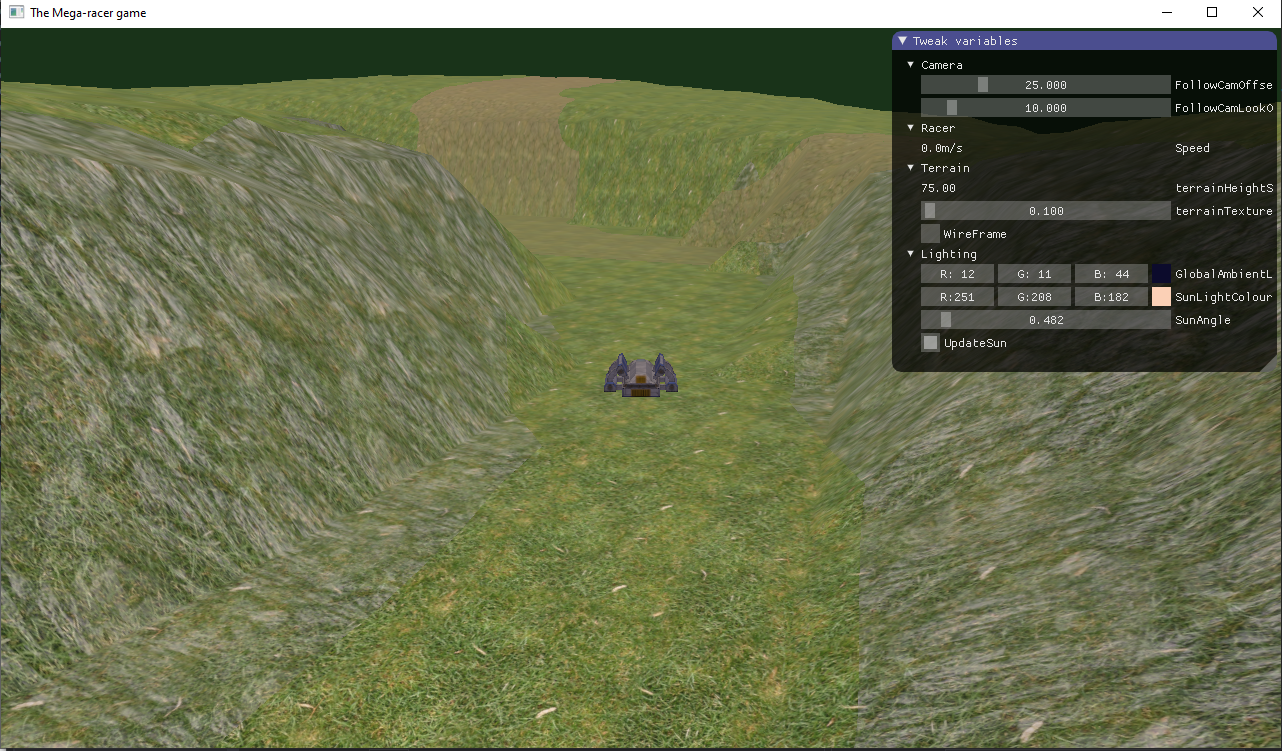 The Mega-racer game
Tweak variables
Camera
25.000 FollowCamOffse
10.000 FollowCamLookO
Racer
0.0m/s Speed
Terrain
75.00 terrainHeightS
0.100 terrainTexture
WireFrame
Lighting
R: 12 G: 11 B: 44 GlobalAmbientL
R:251 G:208 B:182 SunLightColour
0.482 SunAngle
UpdateSun